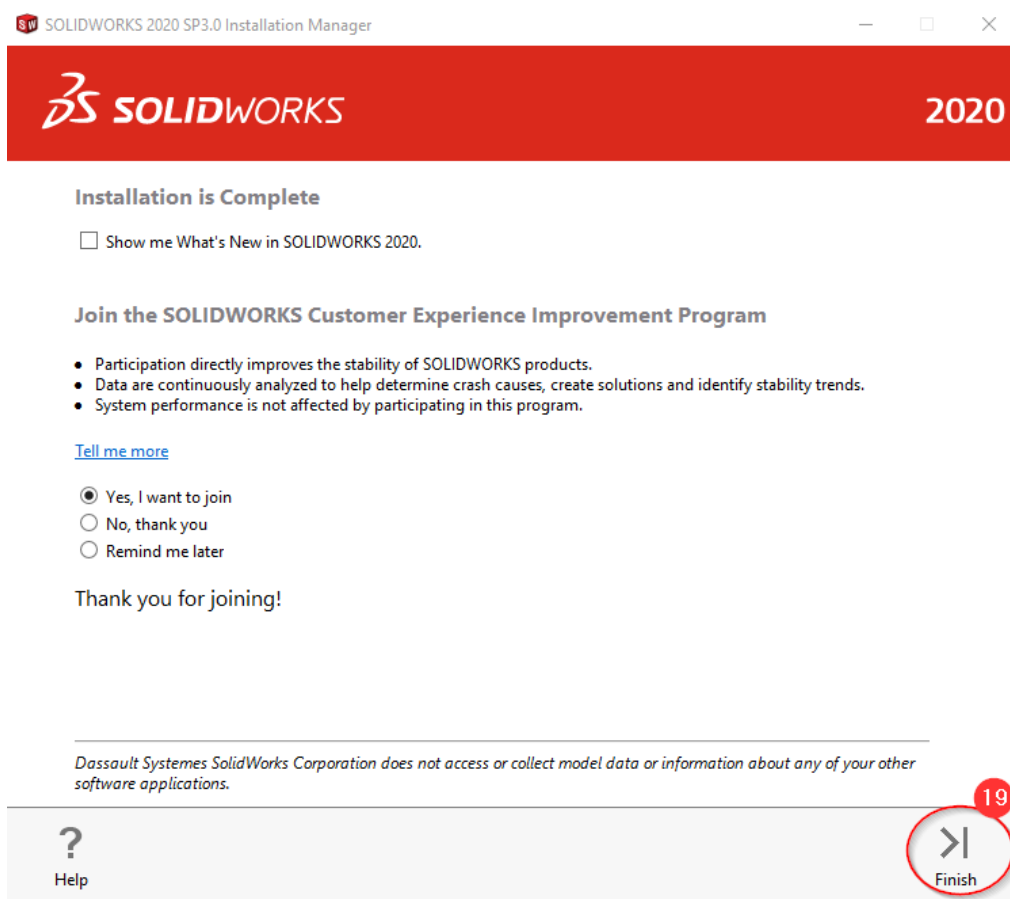 SOLIDWORKS 2020 SP3.0 Installation Manager
SOLIDWORKS
2020
Installation is Complete
Show me What's New in SOLIDWORKS 2020.
Join the SOLIDWORKS Customer Experience Improvement Program
• Participation directly improves the stability of SOLIDWORKS products.
• Data are continuously analyzed to help determine crash causes, create solutions and identify stability trends.
• System performance is not affected by participating in this program.
Tell me more
Yes, I want to join
No, thank you
Remind me later
Thank you for joining!
Dassault Systemes SolidWorks Corporation does not access or collect model data or information about any of your other
software applications.
19
?
Help
Finish